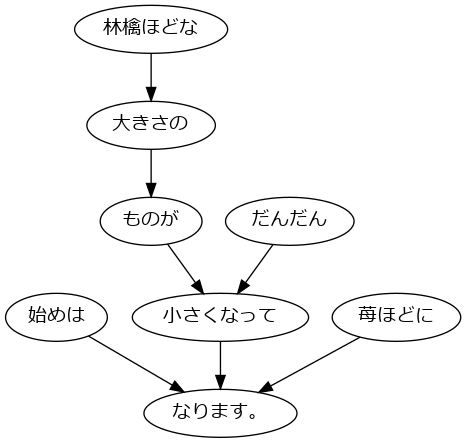 林檎ほどな
大きさの
ものが
だんだん
始めは
小さくなって
苺ほどに
なります。